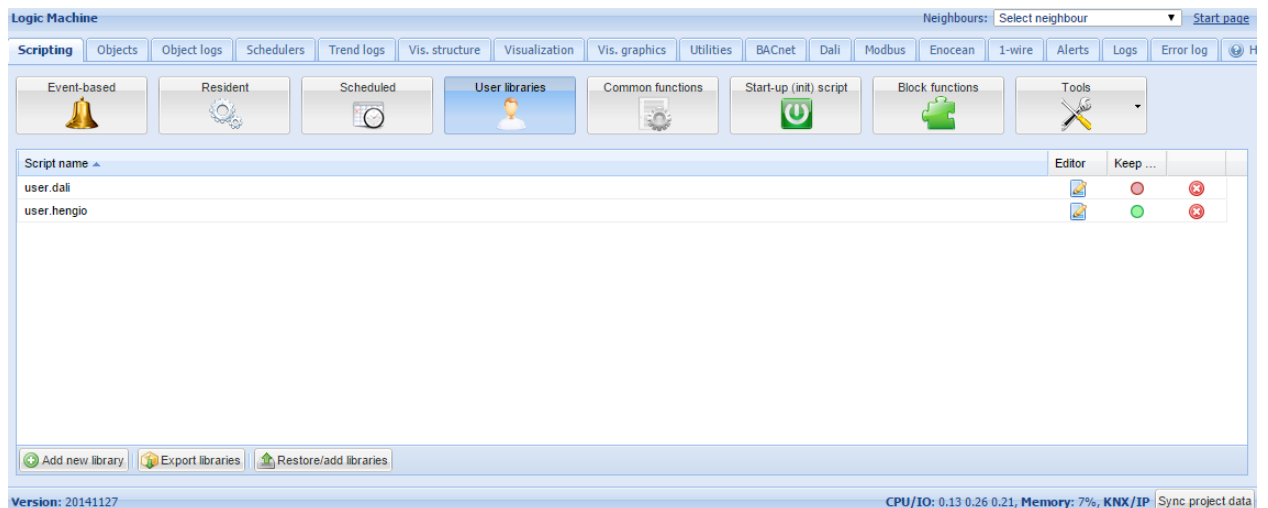 Logic Machine Neighbours: Select neighbour Start page
Scripting Objects Object logs Schedulers Trend logs Vis. structure Visualization Vis. graphics Utilities BACnet Dali Modbus Enocean 1-wire Alerts Logs Error log H
Event-based Resident Scheduled User libraries Common functions Start-up (init) script Block functions Tools
Script name Editor Keep ...
user.dali
user.hengio
Add new library Export libraries Restore/add libraries
Version: 20141127 CPU/IO: 0.13 0.26 0.21, Memory: 7%, KNX/IP Sync project data